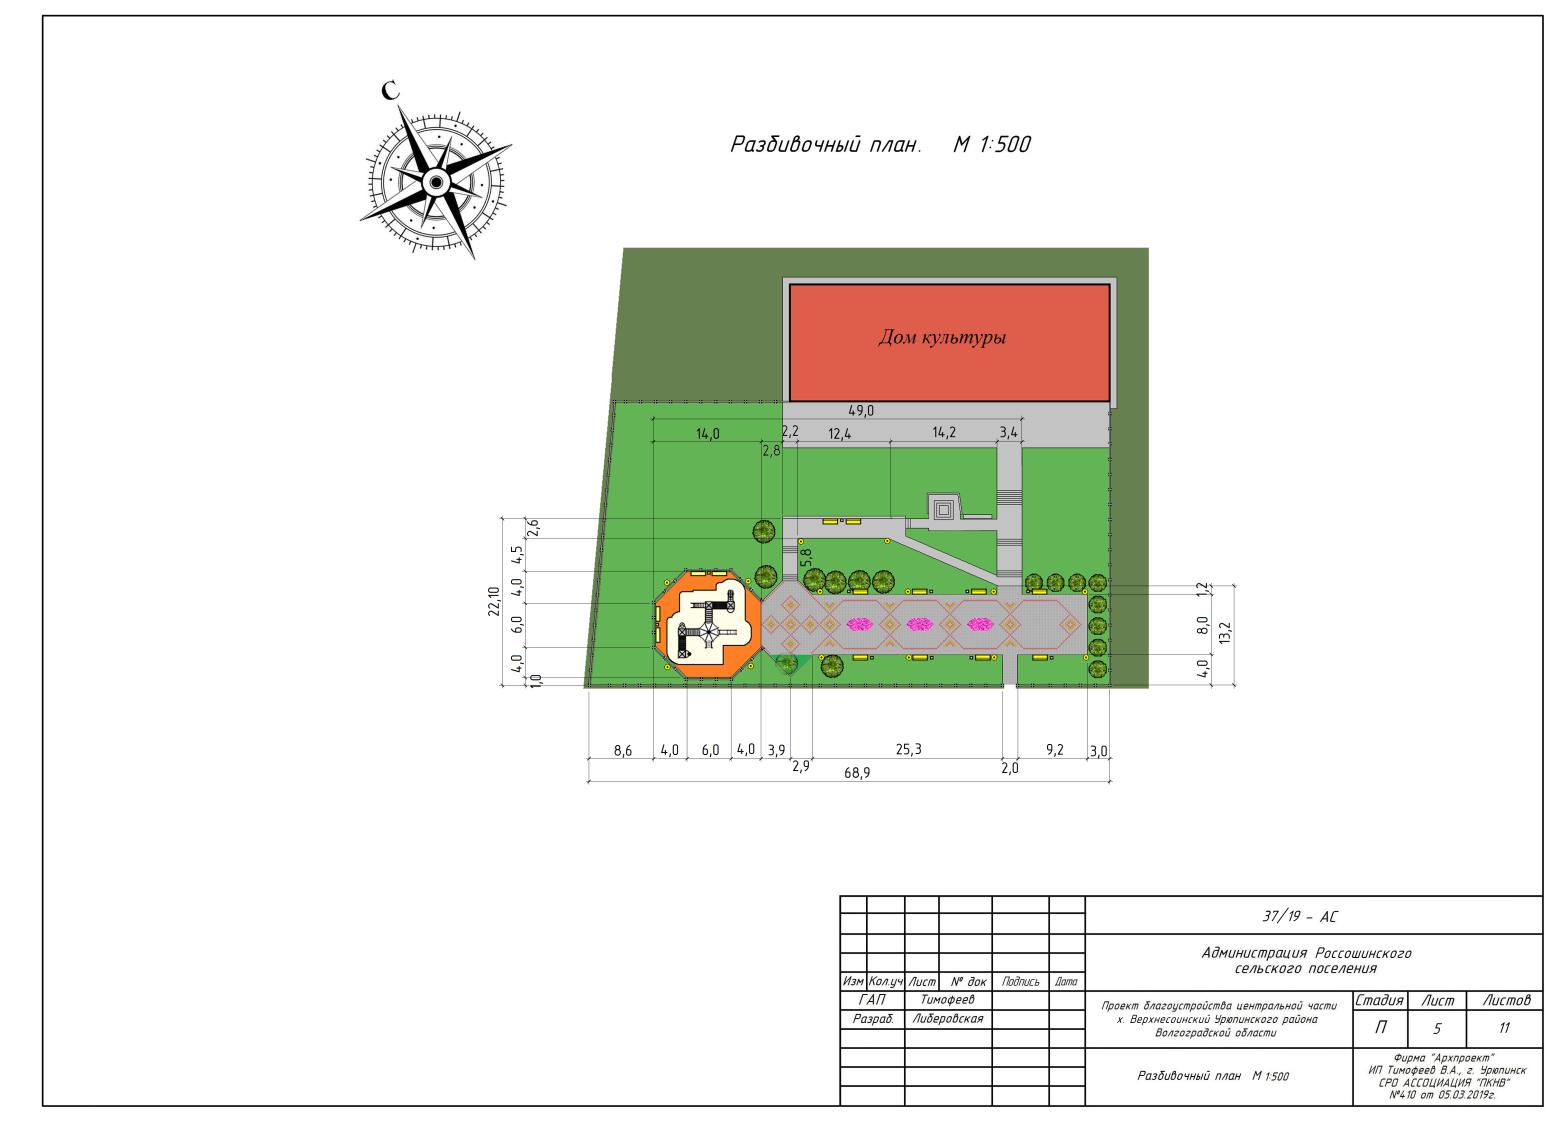 С
Разбивочный план. М 1:500
Дом культуры
49,0
14,0
2,8
2,2
12,4
14,2
3,4
2,6
4,5
4,0
6,0
4,0
1,0
22,10
5,8
1,2
8,0
4,0
13,2
8,6
4,0
6,0
4,0
3,9
2,9
25,3
2,0
9,2
3,0
68,9
37/19 - АС
Администрация Россошинского
сельского поселения
Изм Кол.уч Лист № док Подпись Дата
ГАП Тимофеев
Разраб. Либеровская
Проект благоустройства центральной части
х. Верхнесоинский Урюпинского района
Волгоградской области
Стадия Лист Листов
П 5 11
Разбивочный план М 1:500
Фирма "Архпроект"
ИП Тимофеев В.А., г. Урюпинск
СРО АССОЦИАЦИЯ "ПКНВ"
№410 от 05.03.2019г.